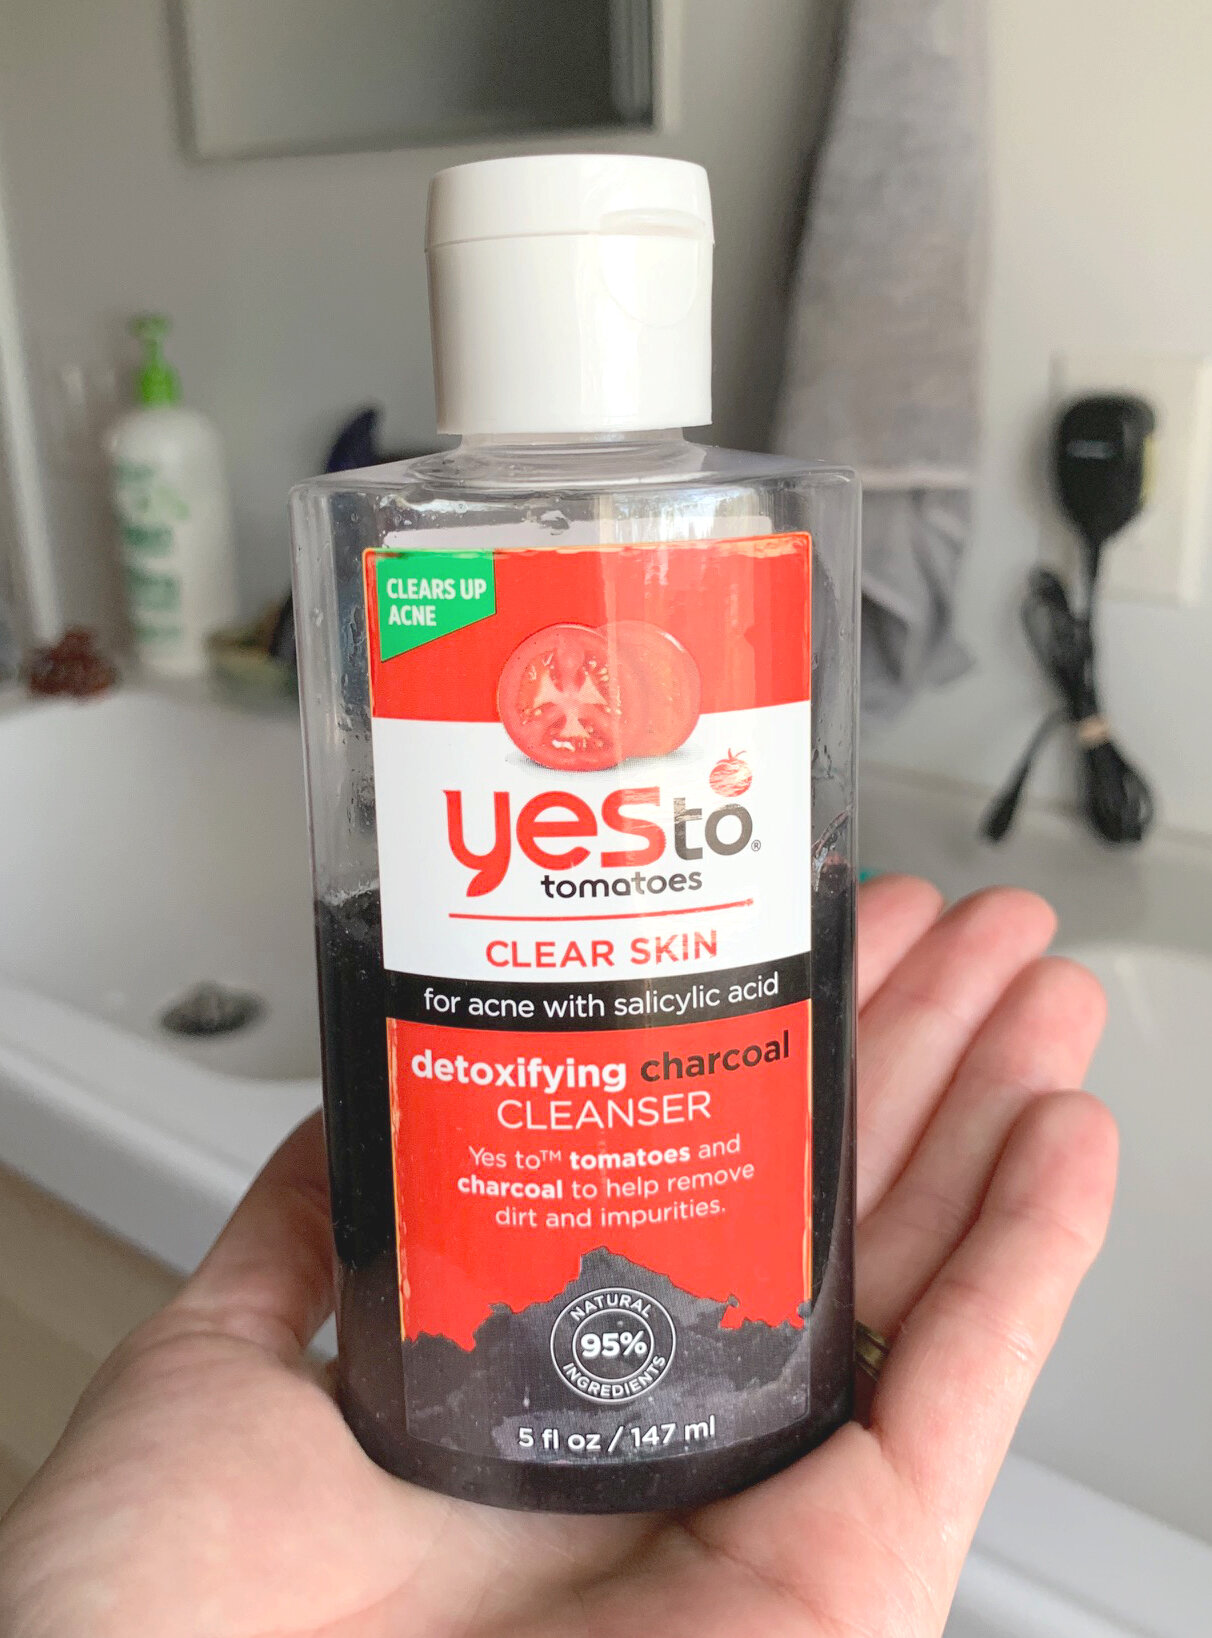 CLEARS UP
ACNE
yes to®
tomatoes
CLEAR SKIN
for acne with salicylic acid
detoxifying charcoal
CLEANSER
Yes to™ tomatoes and
charcoal to help remove
dirt and impurities.
NATURAL
95%
INGREDIENTS
5 fl oz / 147 ml